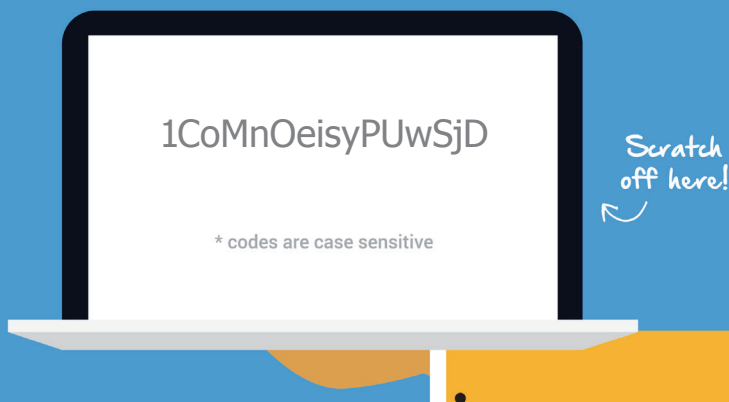 1CoMnOeisyPUwSjD
Scratch
off here!
* codes are case sensitive